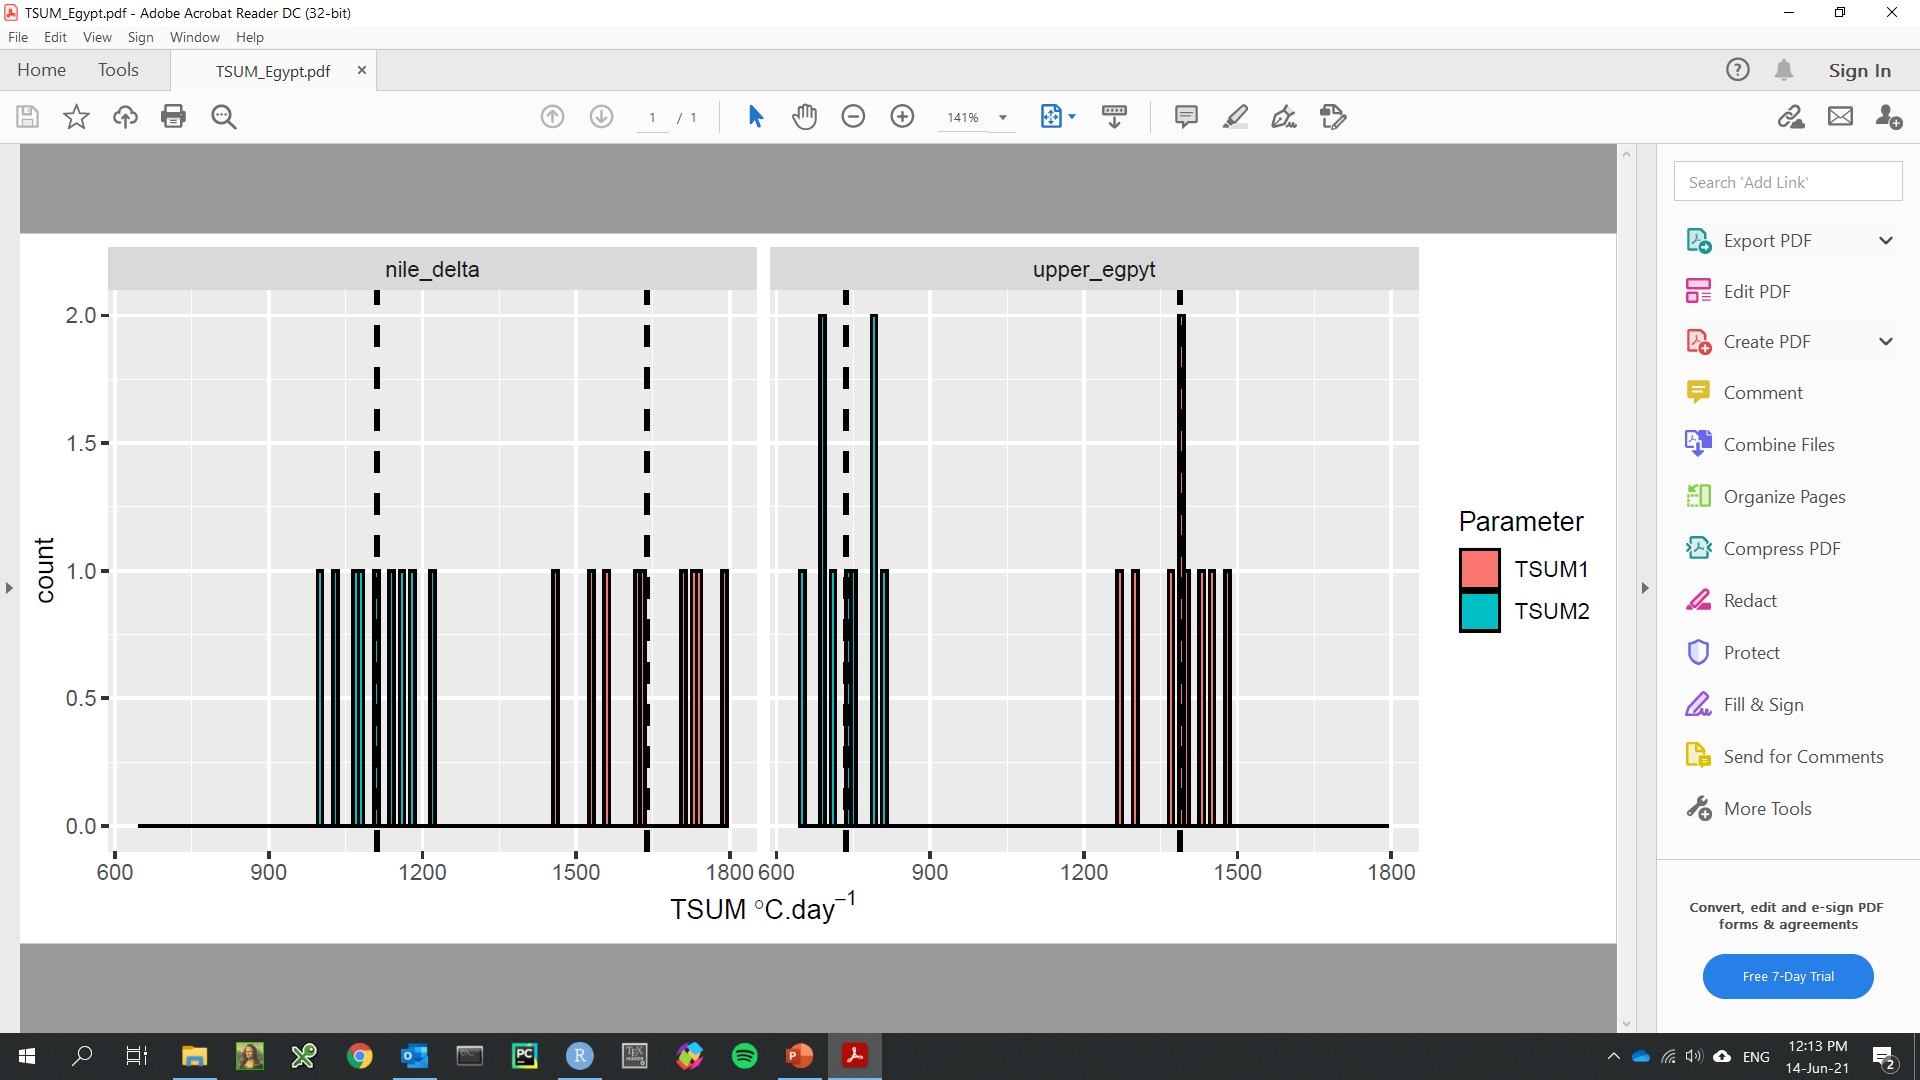 TSUM_Egypt.pdf - Adobe Acrobat Reader DC (32-bit)
File Edit View Sign Window Help
Home Tools TSUM_Egypt.pdf × Sign In
1 / 1 141%
Search 'Add Link'
Export PDF
Edit PDF
Create PDF
Comment
Combine Files
Organize Pages
Compress PDF
Redact
Protect
Fill & Sign
Send for Comments
More Tools
Convert, edit and e-sign PDF
forms & agreements
Free 7-Day Trial
nile_delta upper_egpyt
2.0
1.5
1.0
0.5
0.0
count
600 900 1200 1500 1800 600 900 1200 1500 1800
TSUM °C.day⁻¹
Parameter
TSUM1
TSUM2
PC R TEX MAKER P
ENG
12:13 PM
14-Jun-21
2